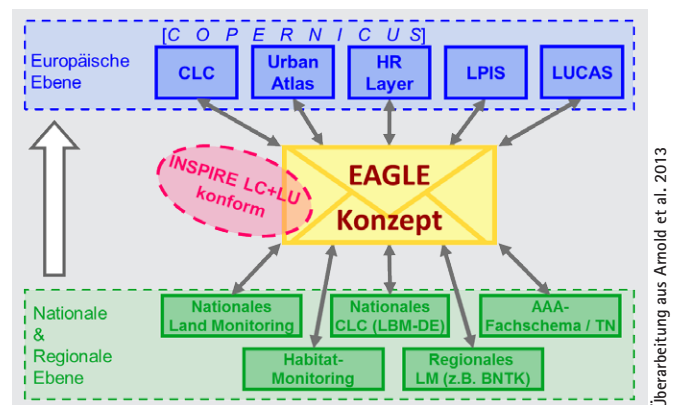 [C O P E R N I C U S]
Europäische
Ebene
CLC
Urban
Atlas
HR
Layer
LPIS
LUCAS
INSPIRE LC+LU
konform
EAGLE
Konzept
Nationale
&
Regionale
Ebene
Nationales
Land Monitoring
Nationales
CLC (LBM-DE)
AAA-
Fachschema / TN
Habitat-
Monitoring
Regionales
LM (z.B. BNTK)
Überarbeitung aus Arnold et al. 2013